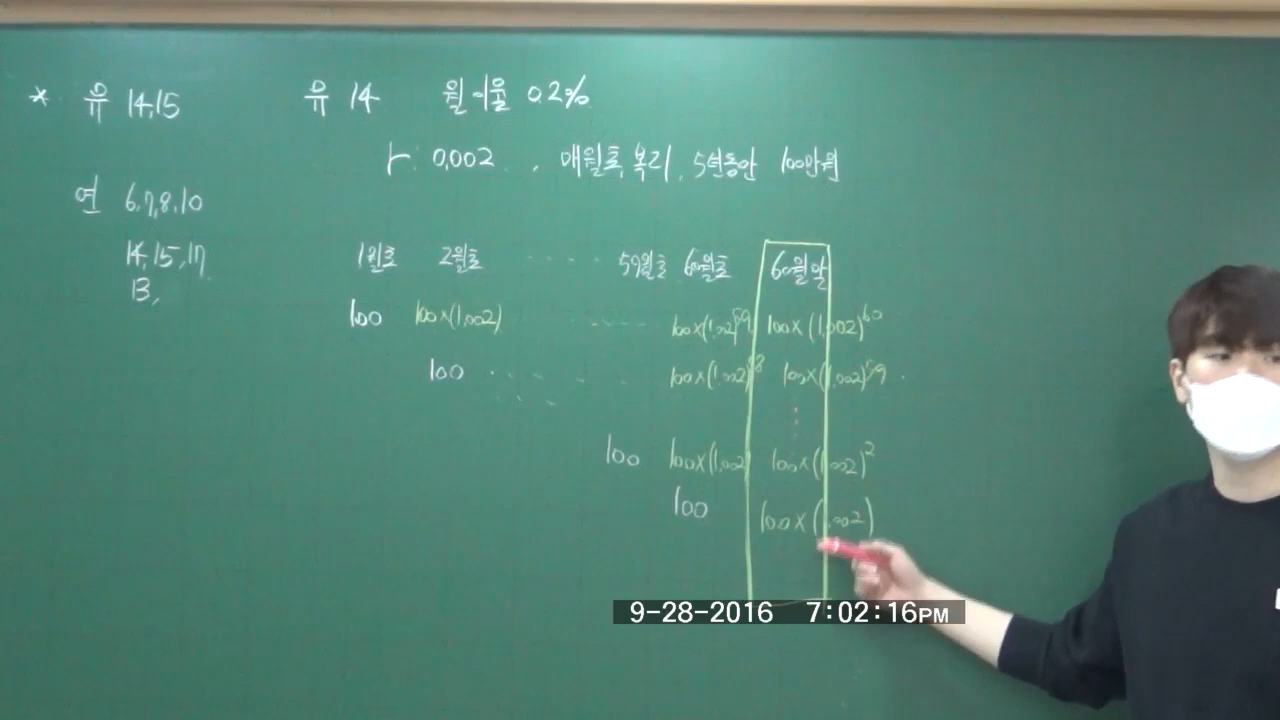 * 유 14,15
유 14 월이율 0.2%
r 0.002 , 매월초, 복리, 5년동안 100만원
연 6,7,8,10
14,15,17
13,
1월초 2월초 ..... 59월초 60월초 60월말
100 100×(1.002) ..... 100×(1.002)^59 100×(1.002)^60
100 ..... 100×(1.002)^58 100×(1.002)^59
100 100×(1.002) 100×(1.002)^2
100 100×(1.002)
9-28-2016 7:02:16PM